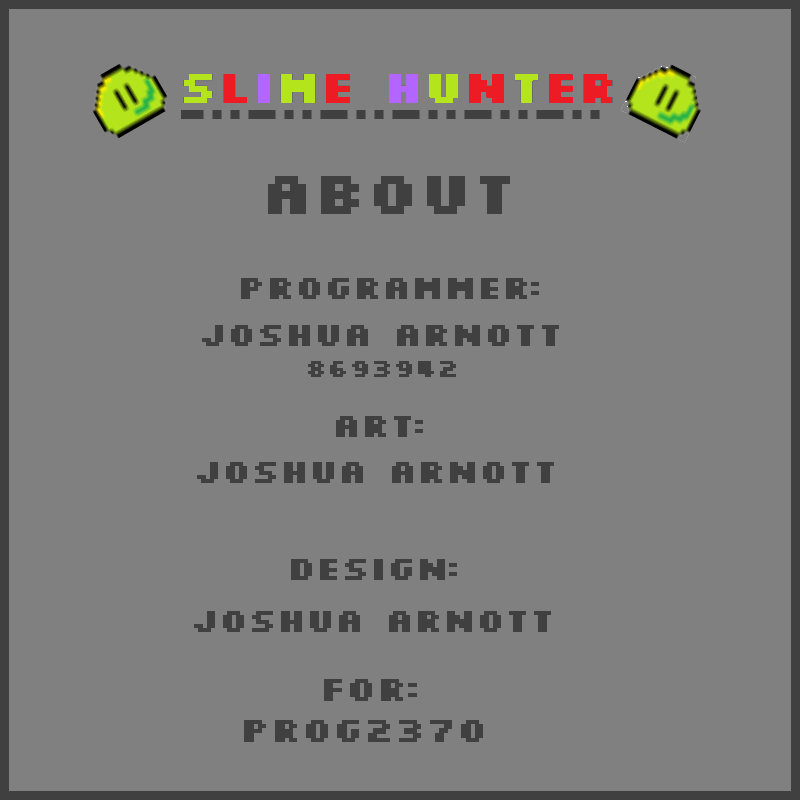 SLIME HUNTER
ABOUT
PROGRAMMER:
JOSHUA ARNOTT
8693942
ART:
JOSHUA ARNOTT
DESIGN:
JOSHUA ARNOTT
FOR:
PROG2370